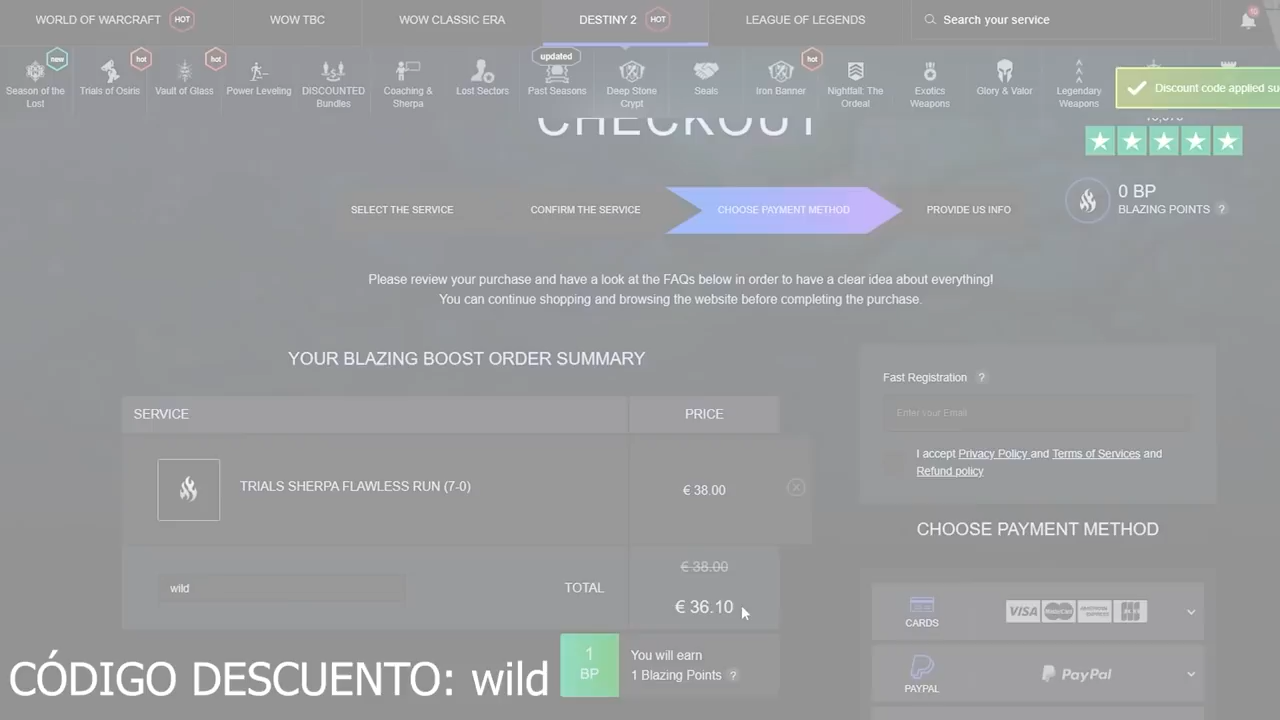 WORLD OF WARCRAFT HOT WOW TBC WOW CLASSIC ERA DESTINY 2 HOT LEAGUE OF LEGENDS Search your service 10
new hot hot updated hot
Season of the Lost Trials of Osiris Vault of Glass Power Leveling DISCOUNTED Bundles Coaching & Sherpa Lost Sectors Past Seasons Deep Stone Crypt Seals Iron Banner Nightfall: The Ordeal Exotics Weapons Glory & Valor Legendary Weapons
Discount code applied su
CHECKOUT
SELECT THE SERVICE CONFIRM THE SERVICE CHOOSE PAYMENT METHOD PROVIDE US INFO
0 BP
BLAZING POINTS ?
Please review your purchase and have a look at the FAQs below in order to have a clear idea about everything!
You can continue shopping and browsing the website before completing the purchase.
YOUR BLAZING BOOST ORDER SUMMARY
SERVICE PRICE
TRIALS SHERPA FLAWLESS RUN (7-0) € 38.00
wild TOTAL € 38.00
€ 36.10
1 BP
You will earn
1 Blazing Points ?
Fast Registration ?
Enter your Email
I accept Privacy Policy and Terms of Services and
Refund policy
CHOOSE PAYMENT METHOD
CARDS VISA MasterCard AMERICAN EXPRESS JCB
PAYPAL PayPal
CÓDIGO DESCUENTO: wild